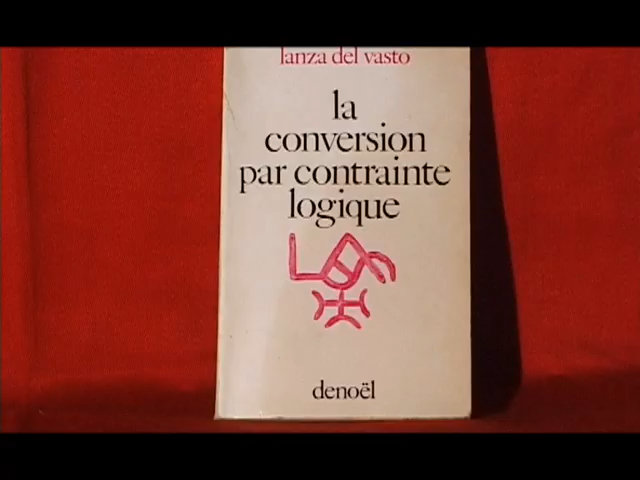 lanza del vasto
la
conversion
par contrainte
logique
denoël